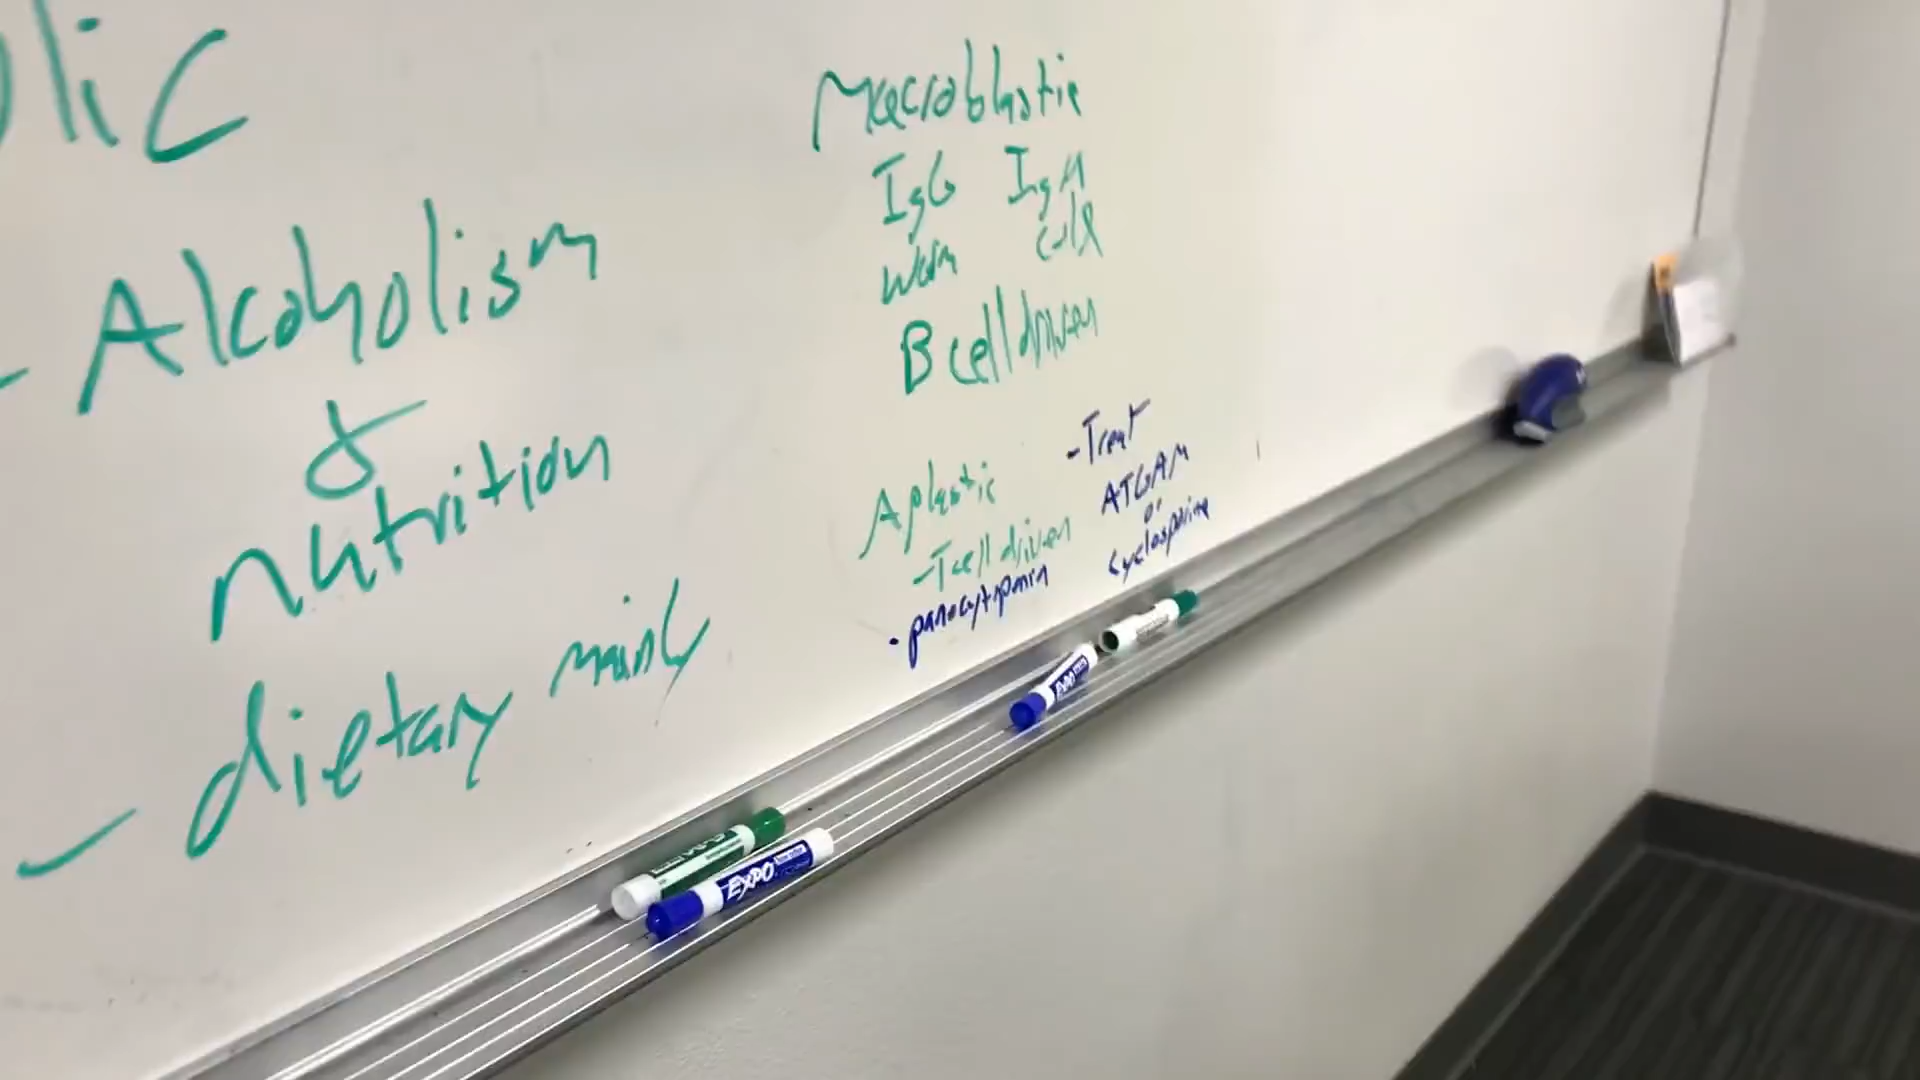 olic
- Alcoholism
&
nutrition
- dietary mainly
Macroblastic
IgG IgM
Warm cold
B cell driven
Aplastic
- T cell driven
• pancytopenia
- Treat
ATGAM
or
cyclosporine
EXPO
EXPO